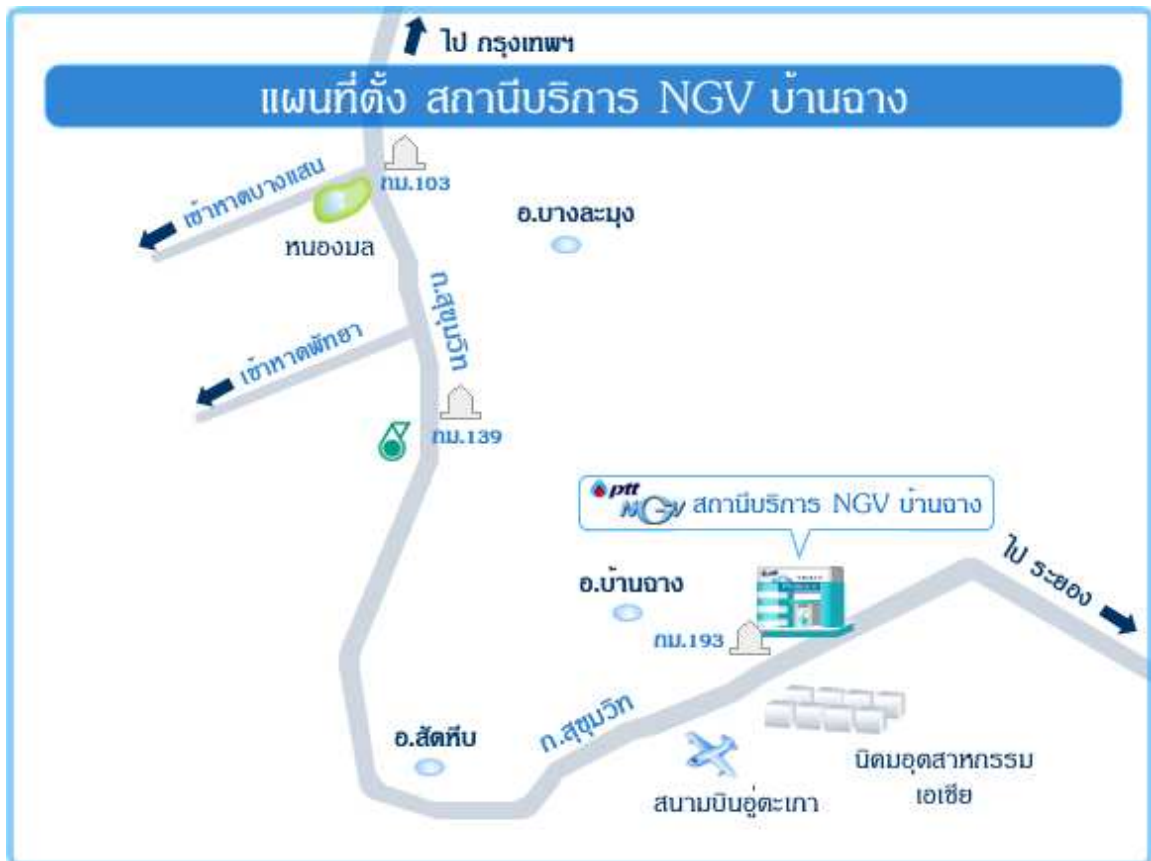 ไป กรุงเทพฯ
แผนที่ตั้ง สถานีบริการ NGV บ้านฉาง
เข้าหาดบางแสน
กม.103
อ.บางละมุง
หนองมล
ถ.สุขุมวิท
เข้าหาดพัทยา
กม.139
ptt
NGV สถานีบริการ NGV บ้านฉาง
ไป ระยอง
อ.บ้านฉาง
กม.193
ถ.สุขุมวิท
อ.สัตหีบ
นิคมอุตสาหกรรม
เอเซีย
สนามบินอู่ตะเภา